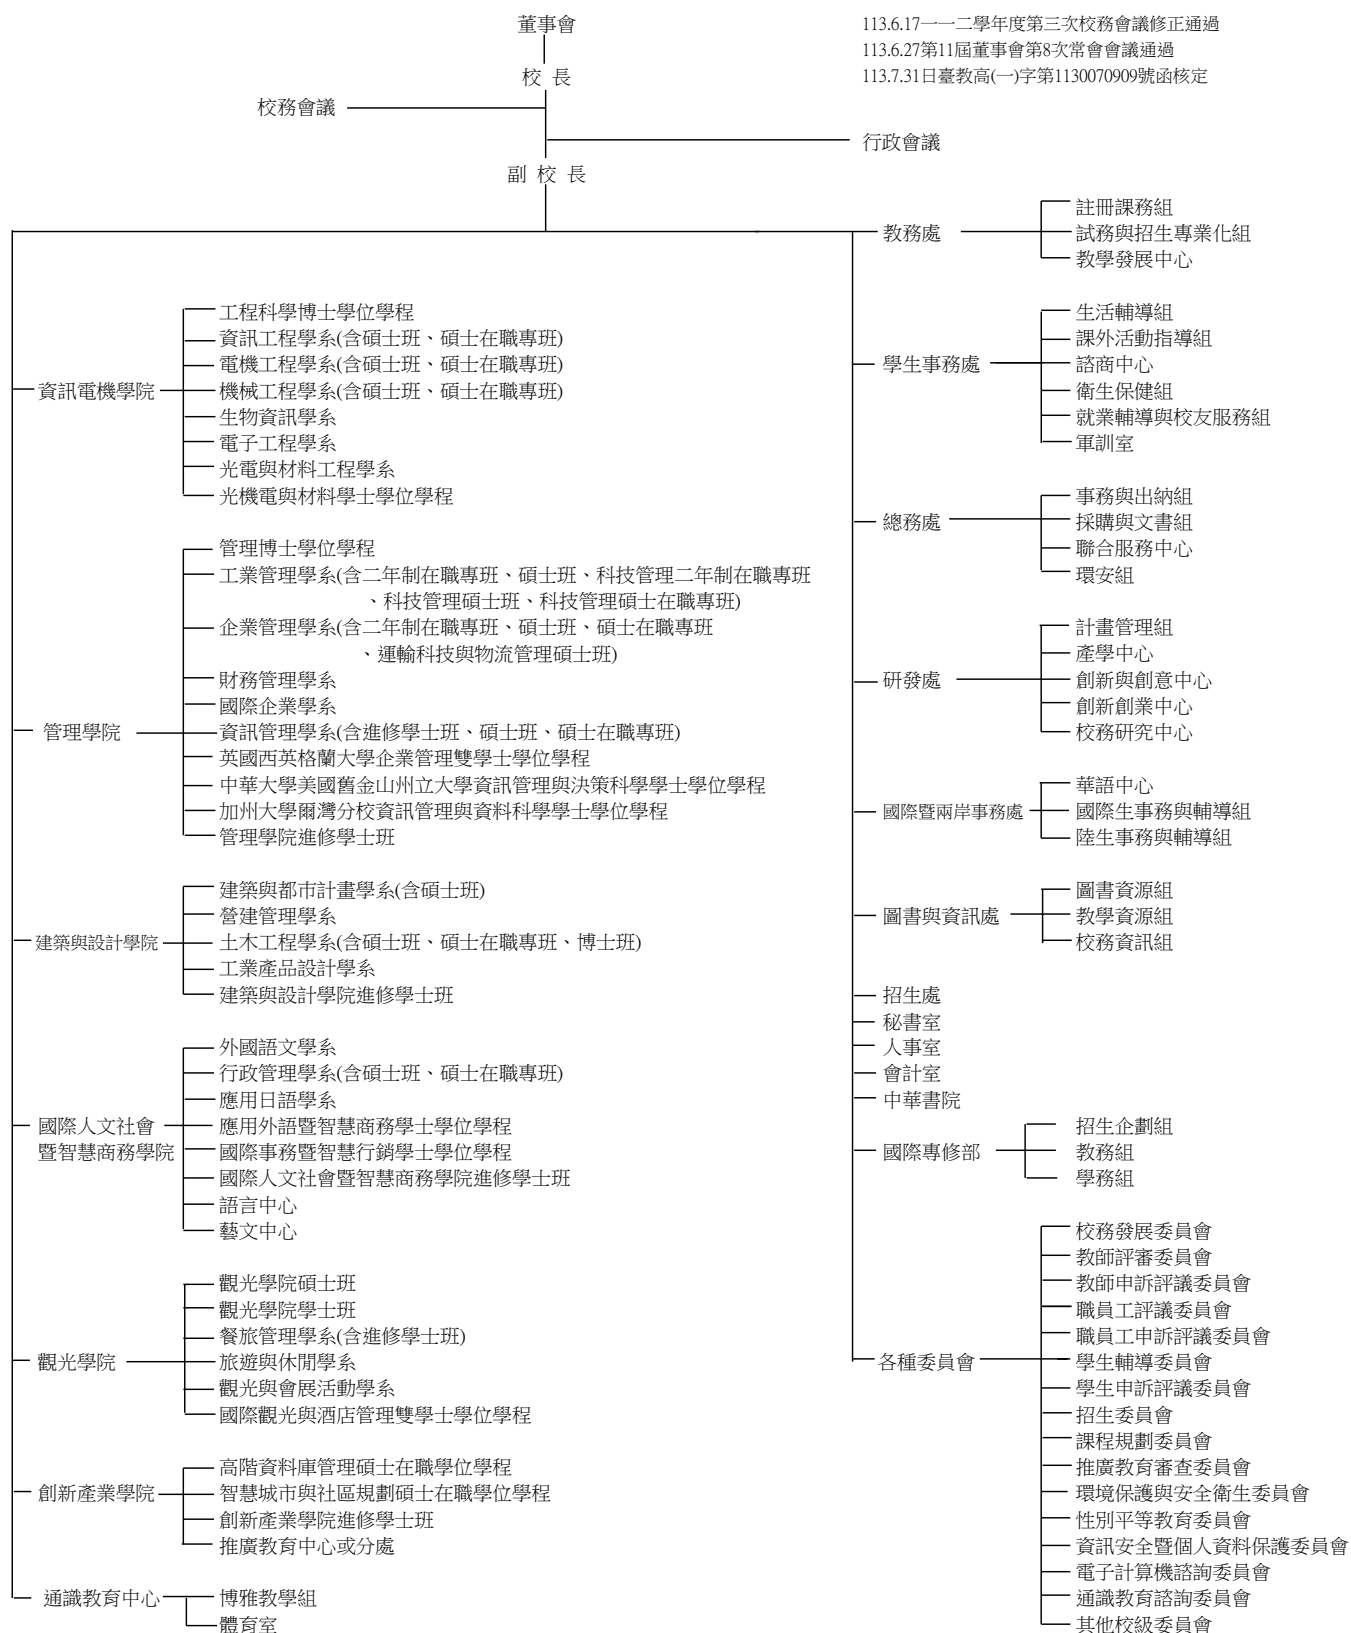 董事會
113.6.17一一二學年度第三次校務會議修正通過
113.6.27第11屆董事會第8次常會會議通過
113.7.31日臺教高(一)字第1130070909號函核定
校 長
校務會議
行政會議
副 校 長
資訊電機學院
工程科學博士學位學程
資訊工程學系(含碩士班、碩士在職專班)
電機工程學系(含碩士班、碩士在職專班)
機械工程學系(含碩士班、碩士在職專班)
生物資訊學系
電子工程學系
光電與材料工程學系
光機電與材料學士學位學程
管理學院
管理博士學位學程
工業管理學系(含二年制在職專班、碩士班、科技管理二年制在職專班
、科技管理碩士班、科技管理碩士在職專班)
企業管理學系(含二年制在職專班、碩士班、碩士在職專班
、運輸科技與物流管理碩士班)
財務管理學系
國際企業學系
資訊管理學系(含進修學士班、碩士班、碩士在職專班)
英國西英格蘭大學企業管理雙學士學位學程
中華大學美國舊金山州立大學資訊管理與決策科學學士學位學程
加州大學爾灣分校資訊管理與資料科學學士學位學程
管理學院進修學士班
建築與設計學院
建築與都市計畫學系(含碩士班)
營建管理學系
土木工程學系(含碩士班、碩士在職專班、博士班)
工業產品設計學系
建築與設計學院進修學士班
國際人文社會
暨智慧商務學院
外國語文學系
行政管理學系(含碩士班、碩士在職專班)
應用日語學系
應用外語暨智慧商務學士學位學程
國際事務暨智慧行銷學士學位學程
國際人文社會暨智慧商務學院進修學士班
語言中心
藝文中心
觀光學院
觀光學院碩士班
觀光學院學士班
餐旅管理學系(含進修學士班)
旅遊與休閒學系
觀光與會展活動學系
國際觀光與酒店管理雙學士學位學程
創新產業學院
高階資料庫管理碩士在職學位學程
智慧城市與社區規劃碩士在職學位學程
創新產業學院進修學士班
推廣教育中心或分處
通識教育中心
博雅教學組
體育室
教務處
註冊課務組
試務與招生專業化組
教學發展中心
學生事務處
生活輔導組
課外活動指導組
諮商中心
衛生保健組
就業輔導與校友服務組
軍訓室
總務處
事務與出納組
採購與文書組
聯合服務中心
環安組
研發處
計畫管理組
產學中心
創新與創意中心
創新創業中心
校務研究中心
國際暨兩岸事務處
華語中心
國際生事務與輔導組
陸生事務與輔導組
圖書與資訊處
圖書資源組
教學資源組
校務資訊組
招生處
秘書室
人事室
會計室
中華書院
國際專修部
招生企劃組
教務組
學務組
各種委員會
校務發展委員會
教師評審委員會
教師申訴評議委員會
職員工評議委員會
職員工申訴評議委員會
學生輔導委員會
學生申訴評議委員會
招生委員會
課程規劃委員會
推廣教育審查委員會
環境保護與安全衛生委員會
性別平等教育委員會
資訊安全暨個人資料保護委員會
電子計算機諮詢委員會
通識教育諮詢委員會
其他校級委員會